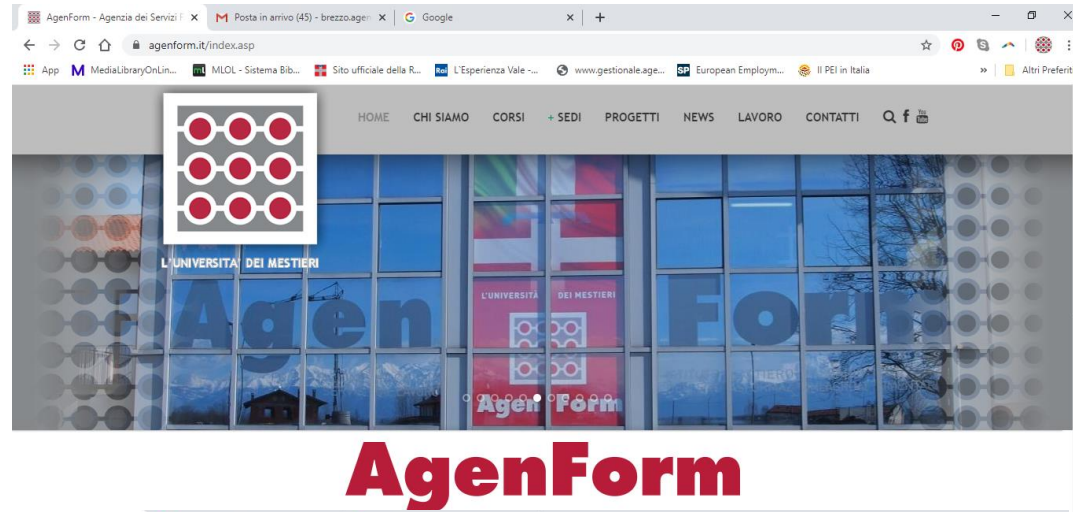 AgenForm - Agenzia dei Servizi F
Posta in arrivo (45) - brezzo.agen
Google
agenform.it/index.asp
App
MediaLibraryOnLin...
MLOL - Sistema Bib...
Sito ufficiale della R...
L'Esperienza Vale -...
www.gestionale.age...
European Employm...
Il PEI in Italia
Altri Preferit
HOME CHI SIAMO CORSI + SEDI PROGETTI NEWS LAVORO CONTATTI
L'UNIVERSITA' DEI MESTIERI
L'UNIVERSITÀ DEI MESTIERI
Agen Form
Agen Form
AgenForm